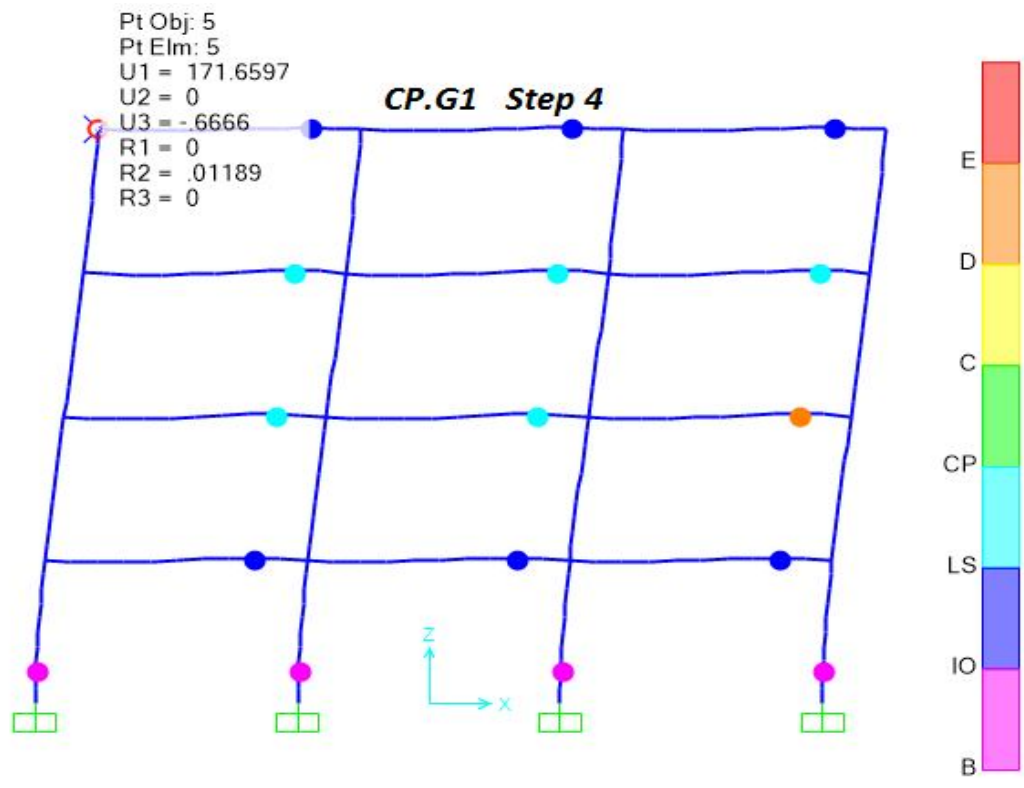 Pt Obj: 5
Pt Elm: 5
U1 = 171.6597
U2 = 0
U3 = -.6666
R1 = 0
R2 = .01189
R3 = 0
CP.G1 Step 4
E
D
C
CP
LS
IO
B
Z
X